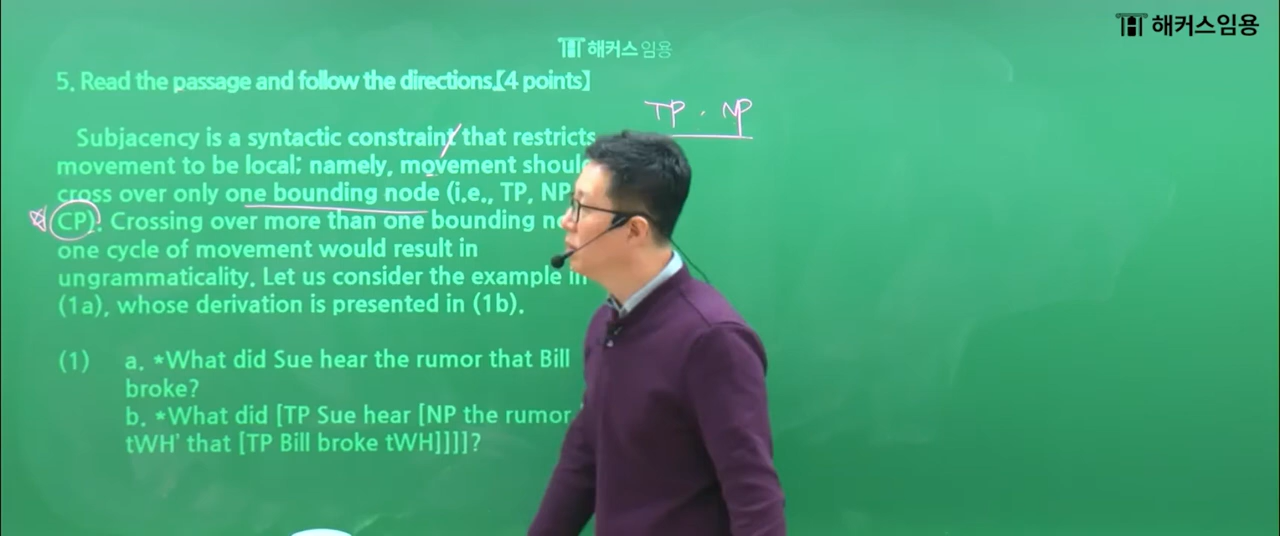 해커스임용
해커스임용
5. Read the passage and follow the directions.【4 points】
TP . NP
Subjacency is a syntactic constraint that restricts
movement to be local; namely, movement
cross over only one bounding node (i.e., TP, NP
CP). Crossing over more than one bounding
one cycle of movement would result in
ungrammaticality. Let us consider the example in
(1a), whose derivation is presented in (1b).
(1) a. *What did Sue hear the rumor that Bill
broke?
b. *What did [TP Sue hear [NP the rumor
tWH' that [TP Bill broke tWH]]]]?